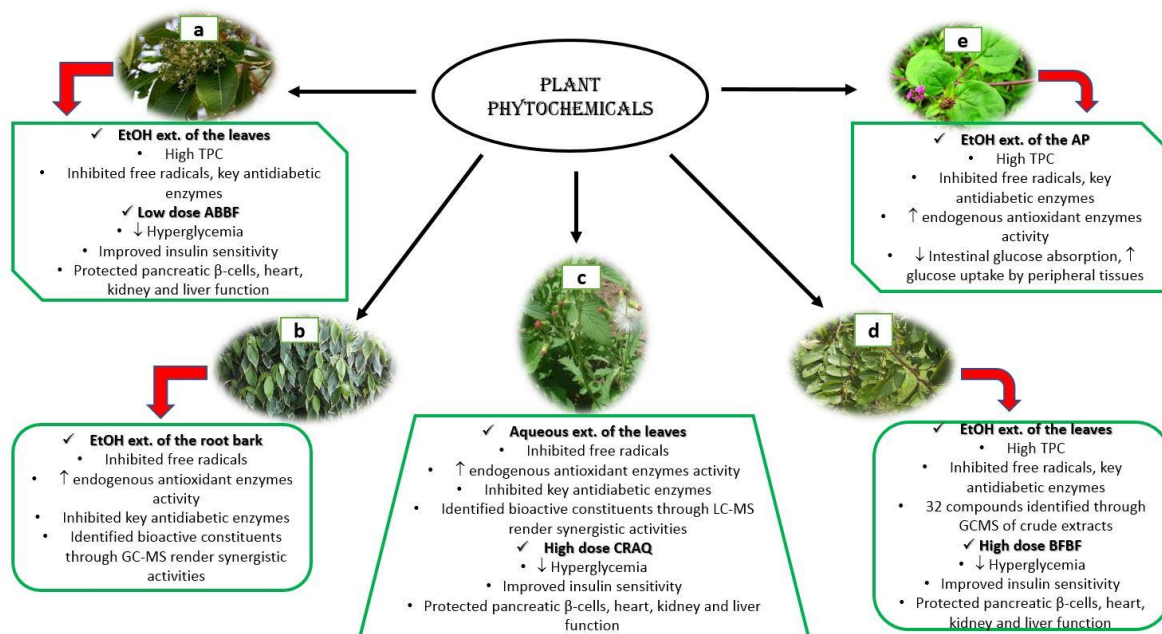 PLANT
PHYTOCHEMICALS
a
✓ EtOH ext. of the leaves
• High TPC
• Inhibited free radicals, key antidiabetic
enzymes
✓ Low dose ABBF
• ↓ Hyperglycemia
• Improved insulin sensitivity
• Protected pancreatic β-cells, heart,
kidney and liver function
b
✓ EtOH ext. of the root bark
• Inhibited free radicals
• ↑ endogenous antioxidant enzymes
activity
• Inhibited key antidiabetic enzymes
• Identified bioactive constituents
through GC-MS render synergistic
activities
c
✓ Aqueous ext. of the leaves
• Inhibited free radicals
• ↑ endogenous antioxidant enzymes activity
• Inhibited key antidiabetic enzymes
• Identified bioactive constituents through LC-MS
render synergistic activities
✓ High dose CRAQ
• ↓ Hyperglycemia
• Improved insulin sensitivity
• Protected pancreatic β-cells, heart, kidney and liver
function
d
✓ EtOH ext. of the leaves
• High TPC
• Inhibited free radicals, key
antidiabetic enzymes
• 32 compounds identified through
GCMS of crude extracts
✓ High dose BFBF
• ↓ Hyperglycemia
• Improved insulin sensitivity
• Protected pancreatic β-cells, heart,
kidney and liver function
e
✓ EtOH ext. of the AP
• High TPC
• Inhibited free radicals, key
antidiabetic enzymes
• ↑ endogenous antioxidant enzymes
activity
• ↓ Intestinal glucose absorption, ↑
glucose uptake by peripheral tissues